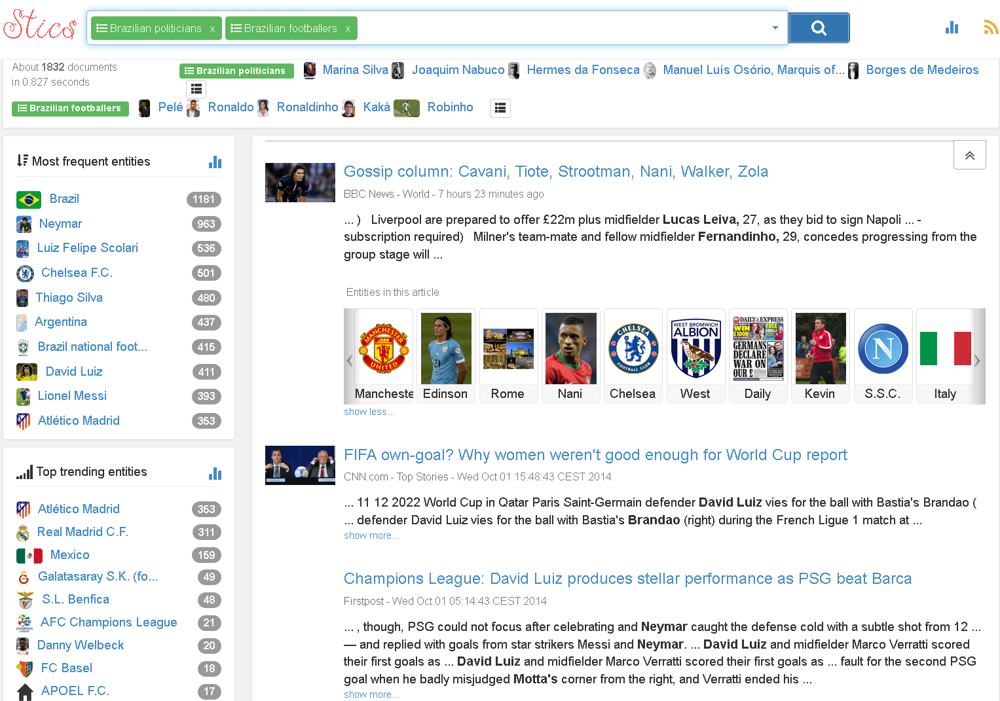 Stics
Brazilian politicians x Brazilian footballers x
About 1832 documents
in 0.827 seconds
Brazilian politicians Marina Silva Joaquim Nabuco Hermes da Fonseca Manuel Luís Osório, Marquis of... Borges de Medeiros
Brazilian footballers Pelé Ronaldo Ronaldinho Kaká Robinho
Most frequent entities
Brazil 1181
Neymar 963
Luiz Felipe Scolari 536
Chelsea F.C. 501
Thiago Silva 480
Argentina 437
Brazil national foot... 415
David Luiz 411
Lionel Messi 393
Atlético Madrid 353
Top trending entities
Atlético Madrid 353
Real Madrid C.F. 311
Mexico 159
Galatasaray S.K. (fo... 49
S.L. Benfica 48
AFC Champions League 21
Danny Welbeck 20
FC Basel 18
APOEL F.C. 17
Gossip column: Cavani, Tiote, Strootman, Nani, Walker, Zola
BBC News - World - 7 hours 23 minutes ago
... ) Liverpool are prepared to offer £22m plus midfielder Lucas Leiva, 27, as they bid to sign Napoli ... -
subscription required) Milner's team-mate and fellow midfielder Fernandinho, 29, concedes progressing from the
group stage will ...
Entities in this article
MANCHESTER UNITED
CHELSEA FOOTBALL CLUB
WEST BROMWICH
ALBION
DAILY EXPRESS
WIN
£100K
FREE
GERMANS
DECLARE
WAR ON
OUR £
21
N
Mancheste Edinson Rome Nani Chelsea West Daily Kevin S.S.C. Italy
show less...
FIFA own-goal? Why women weren't good enough for World Cup report
CNN.com - Top Stories - Wed Oct 01 15:48:43 CEST 2014
... 11 12 2022 World Cup in Qatar Paris Saint-Germain defender David Luiz vies for the ball with Bastia's Brandao (
... defender David Luiz vies for the ball with Bastia's Brandao (right) during the French Ligue 1 match at ...
show more...
Champions League: David Luiz produces stellar performance as PSG beat Barca
Firstpost - Wed Oct 01 05:14:43 CEST 2014
... , though, PSG could not focus after celebrating and Neymar caught the defense cold with a subtle shot from 12 ...
— and replied with goals from star strikers Messi and Neymar. ... David Luiz and midfielder Marco Verratti scored
their first goals as ... David Luiz and midfielder Marco Verratti scored their first goals as ... fault for the second PSG
goal when he badly misjudged Motta's corner from the right, and Verratti ended his ...
show more...